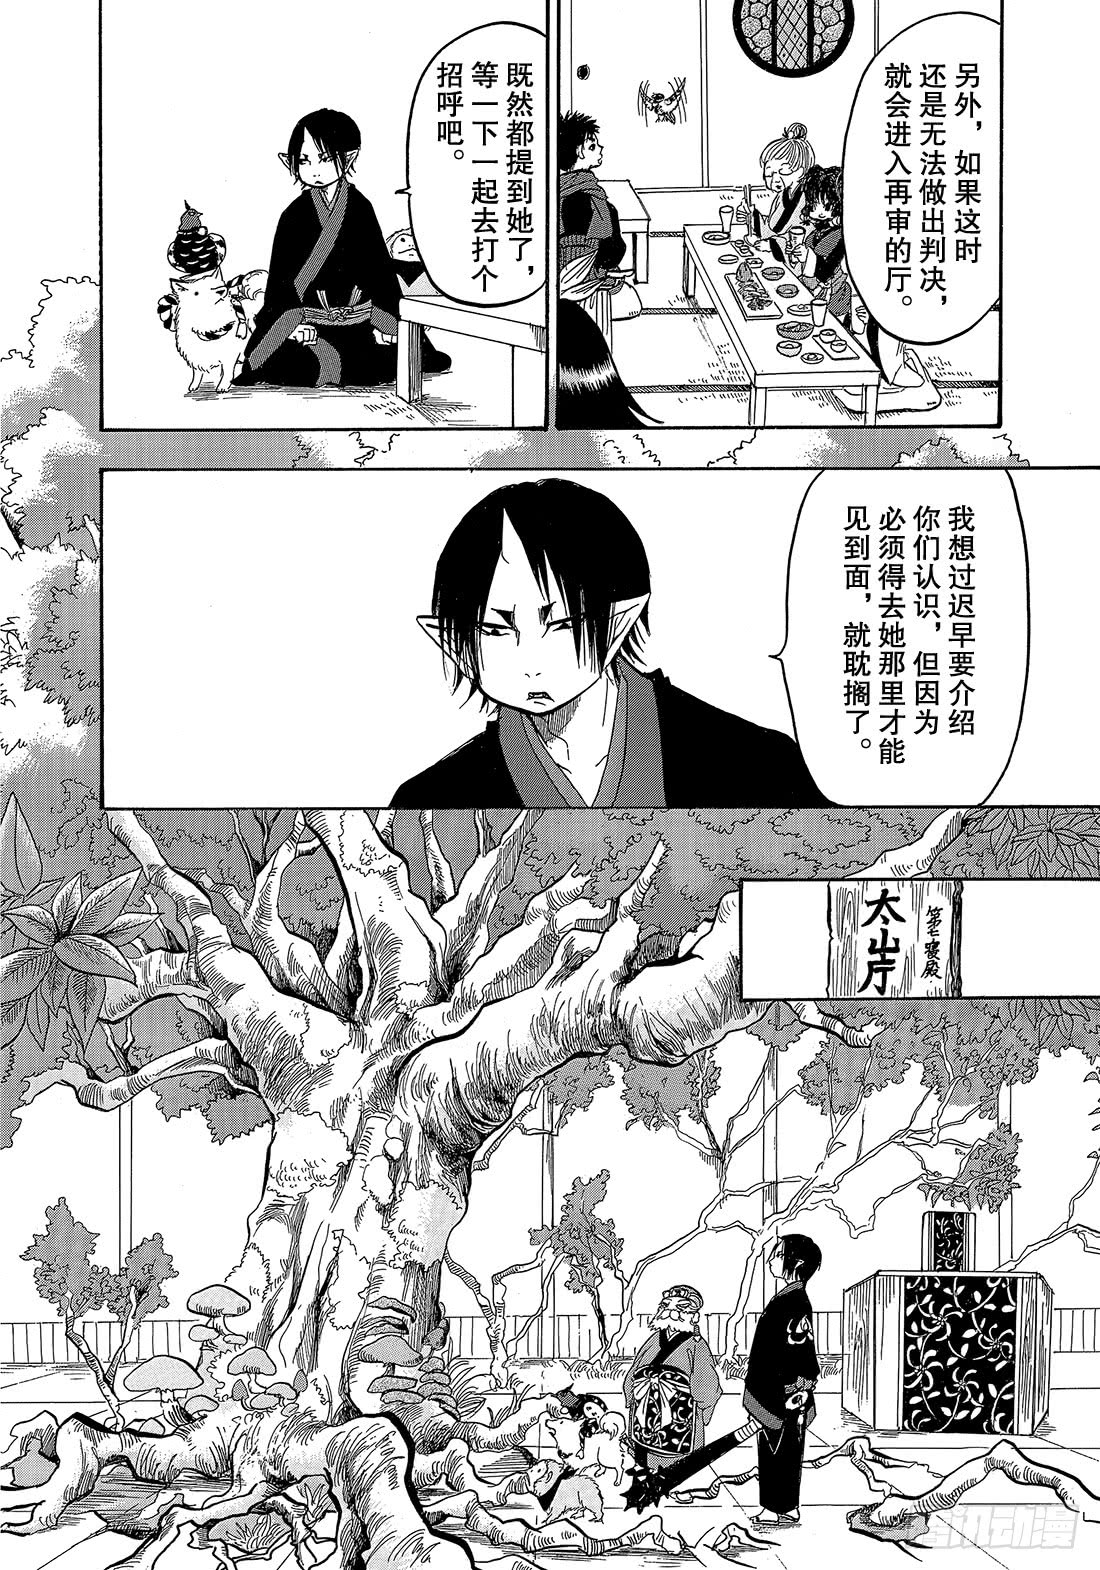 另外，如果这时
还是无法做出判决，
就会进入再审的厅。
既然都提到她了，
等一下一起去打个
招呼吧。
我想过迟早要介绍
你们认识，但因为
必须得去她那里才能
见到面，就耽搁了。
第七寝殿
太山厅
腾讯动漫